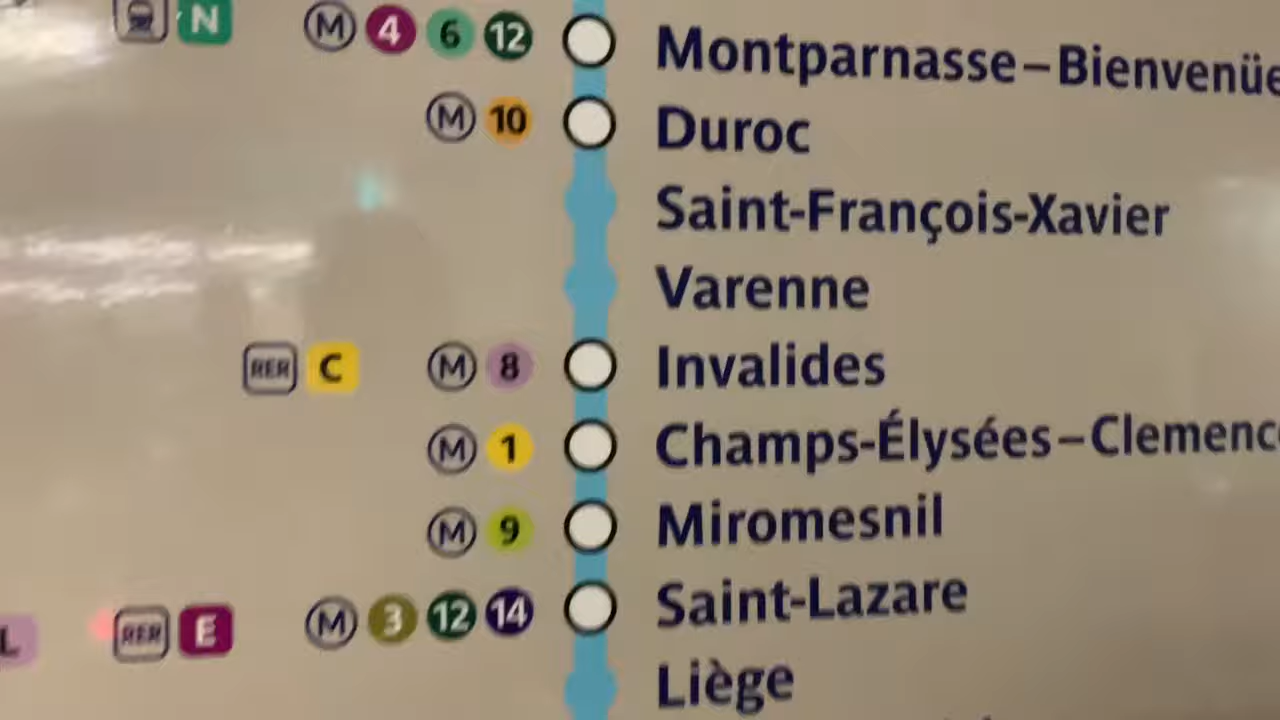 N M 4 6 12 Montparnasse–Bienvenüe
M 10 Duroc
Saint-François-Xavier
Varenne
RER C M 8 Invalides
M 1 Champs-Élysées–Clemenc
M 9 Miromesnil
L RER E M 3 12 14 Saint-Lazare
Liège